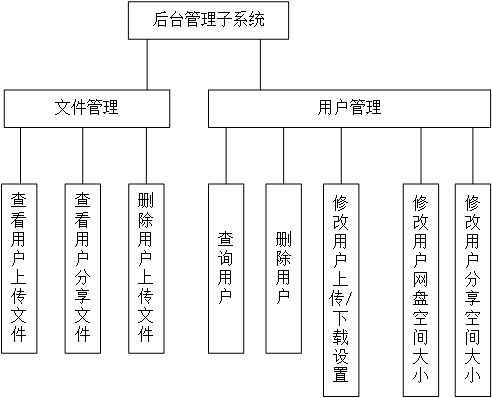 后台管理子系统
文件管理
用户管理
查看用户上传文件
查看用户分享文件
删除用户上传文件
查询用户
删除用户
修改用户上传/下载设置
修改用户网盘空间大小
修改用户分享空间大小